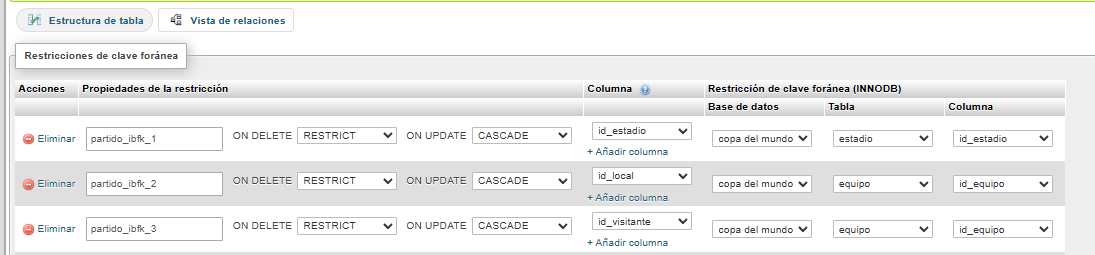 Estructura de tabla
Vista de relaciones
Restricciones de clave foránea
Acciones Propiedades de la restricción Columna Restricción de clave foránea (INNODB)
Base de datos Tabla Columna
Eliminar partido_ibfk_1 ON DELETE RESTRICT ON UPDATE CASCADE id_estadio copa del mundo estadio id_estadio
+ Añadir columna
Eliminar partido_ibfk_2 ON DELETE RESTRICT ON UPDATE CASCADE id_local copa del mundo equipo id_equipo
+ Añadir columna
Eliminar partido_ibfk_3 ON DELETE RESTRICT ON UPDATE CASCADE id_visitante copa del mundo equipo id_equipo
+ Añadir columna